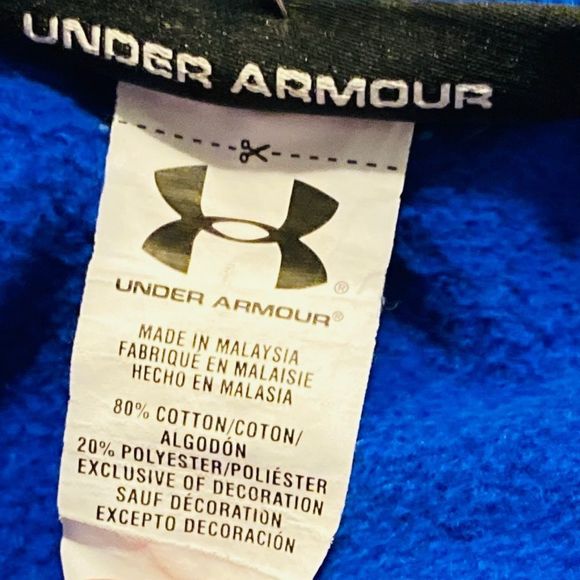 UNDER ARMOUR
®
UNDER ARMOUR®
MADE IN MALAYSIA
FABRIQUE EN MALAISIE
HECHO EN MALASIA
80% COTTON/COTON/
ALGODÓN
20% POLYESTER/POLIÉSTER
EXCLUSIVE OF DECORATION
SAUF DÉCORATION
EXCEPTO DECORACIÓN